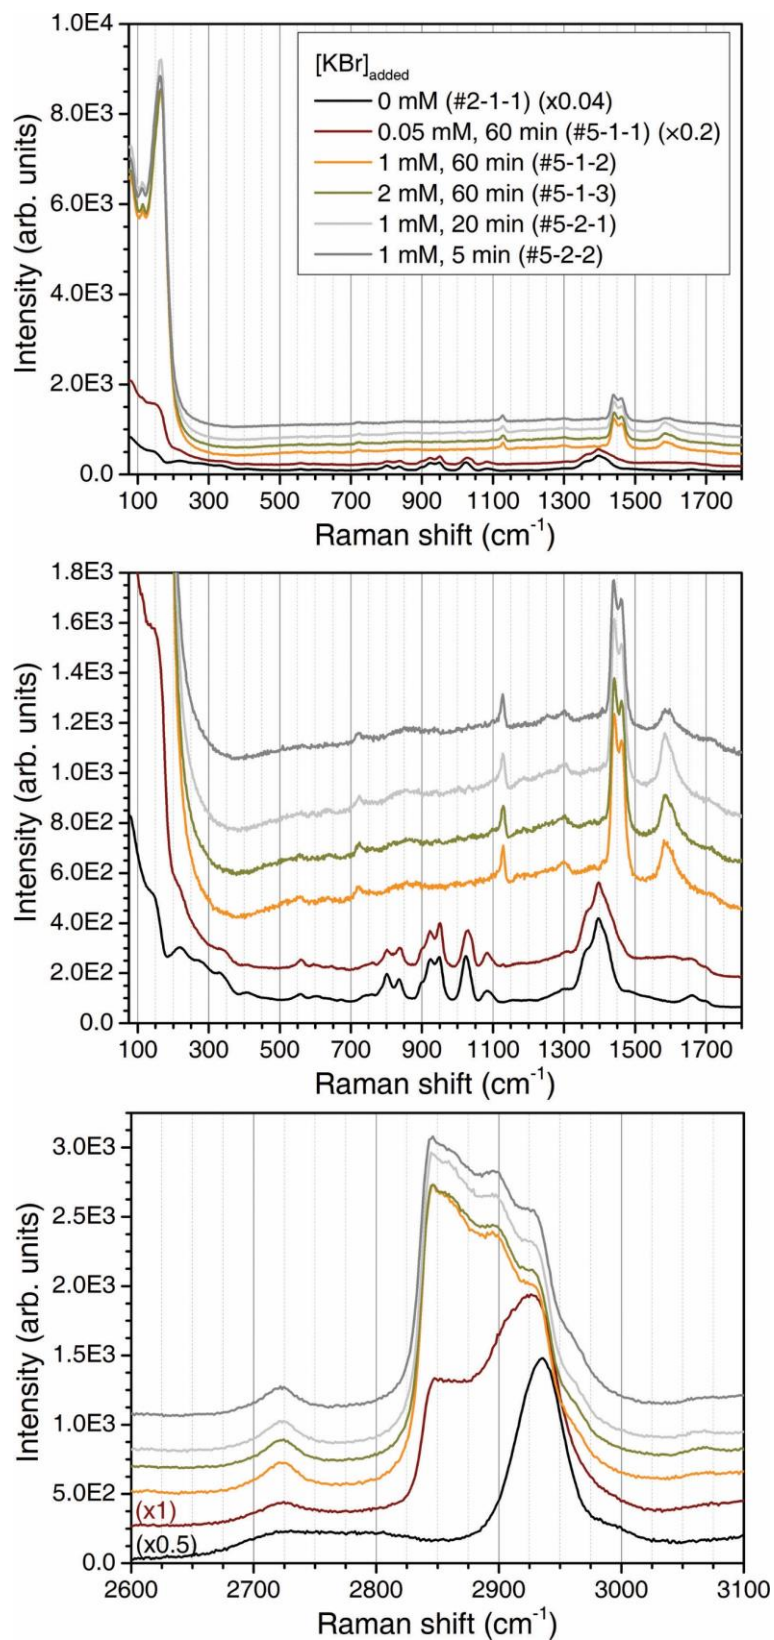 1.0E4
8.0E3
6.0E3
4.0E3
2.0E3
0.0
Intensity (arb. units)
[KBr]added
0 mM (#2-1-1) (x0.04)
0.05 mM, 60 min (#5-1-1) (×0.2)
1 mM, 60 min (#5-1-2)
2 mM, 60 min (#5-1-3)
1 mM, 20 min (#5-2-1)
1 mM, 5 min (#5-2-2)
100 300 500 700 900 1100 1300 1500 1700
Raman shift (cm-1)
1.8E3
1.6E3
1.4E3
1.2E3
1.0E3
8.0E2
6.0E2
4.0E2
2.0E2
0.0
Intensity (arb. units)
100 300 500 700 900 1100 1300 1500 1700
Raman shift (cm-1)
3.0E3
2.5E3
2.0E3
1.5E3
1.0E3
5.0E2
0.0
Intensity (arb. units)
(x1)
(x0.5)
2600 2700 2800 2900 3000 3100
Raman shift (cm-1)